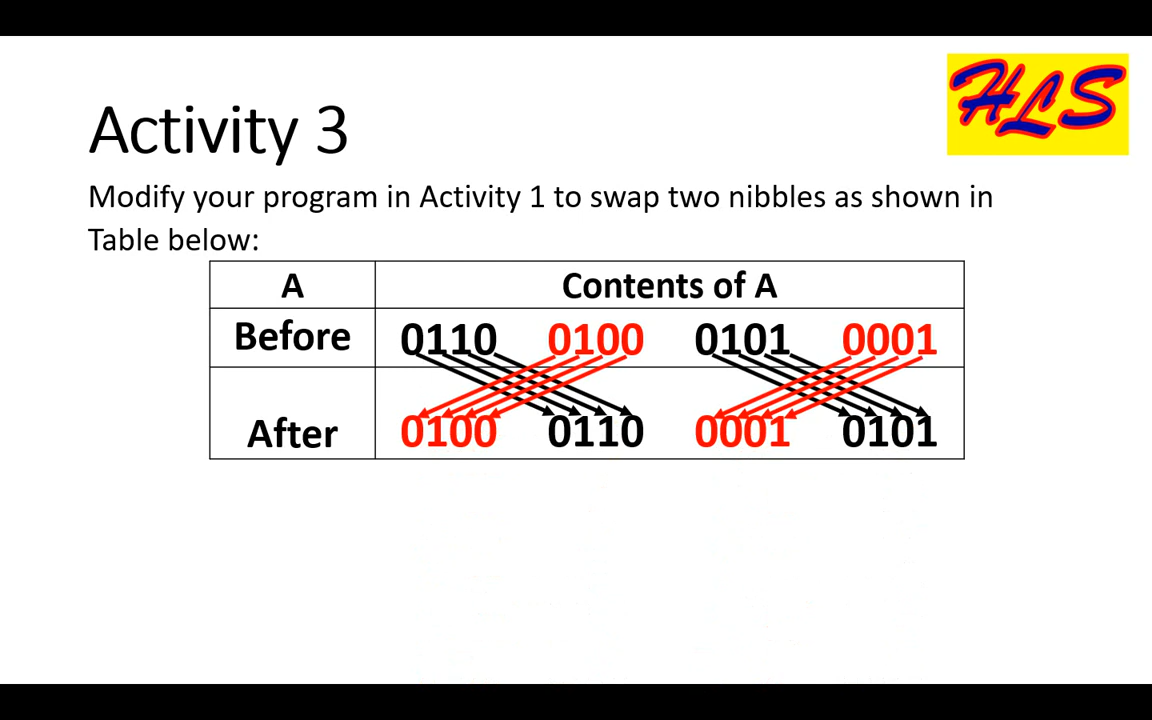 HLS
Activity 3
Modify your program in Activity 1 to swap two nibbles as shown in
Table below:
A Contents of A
Before 0110 0100 0101 0001
After 0100 0110 0001 0101